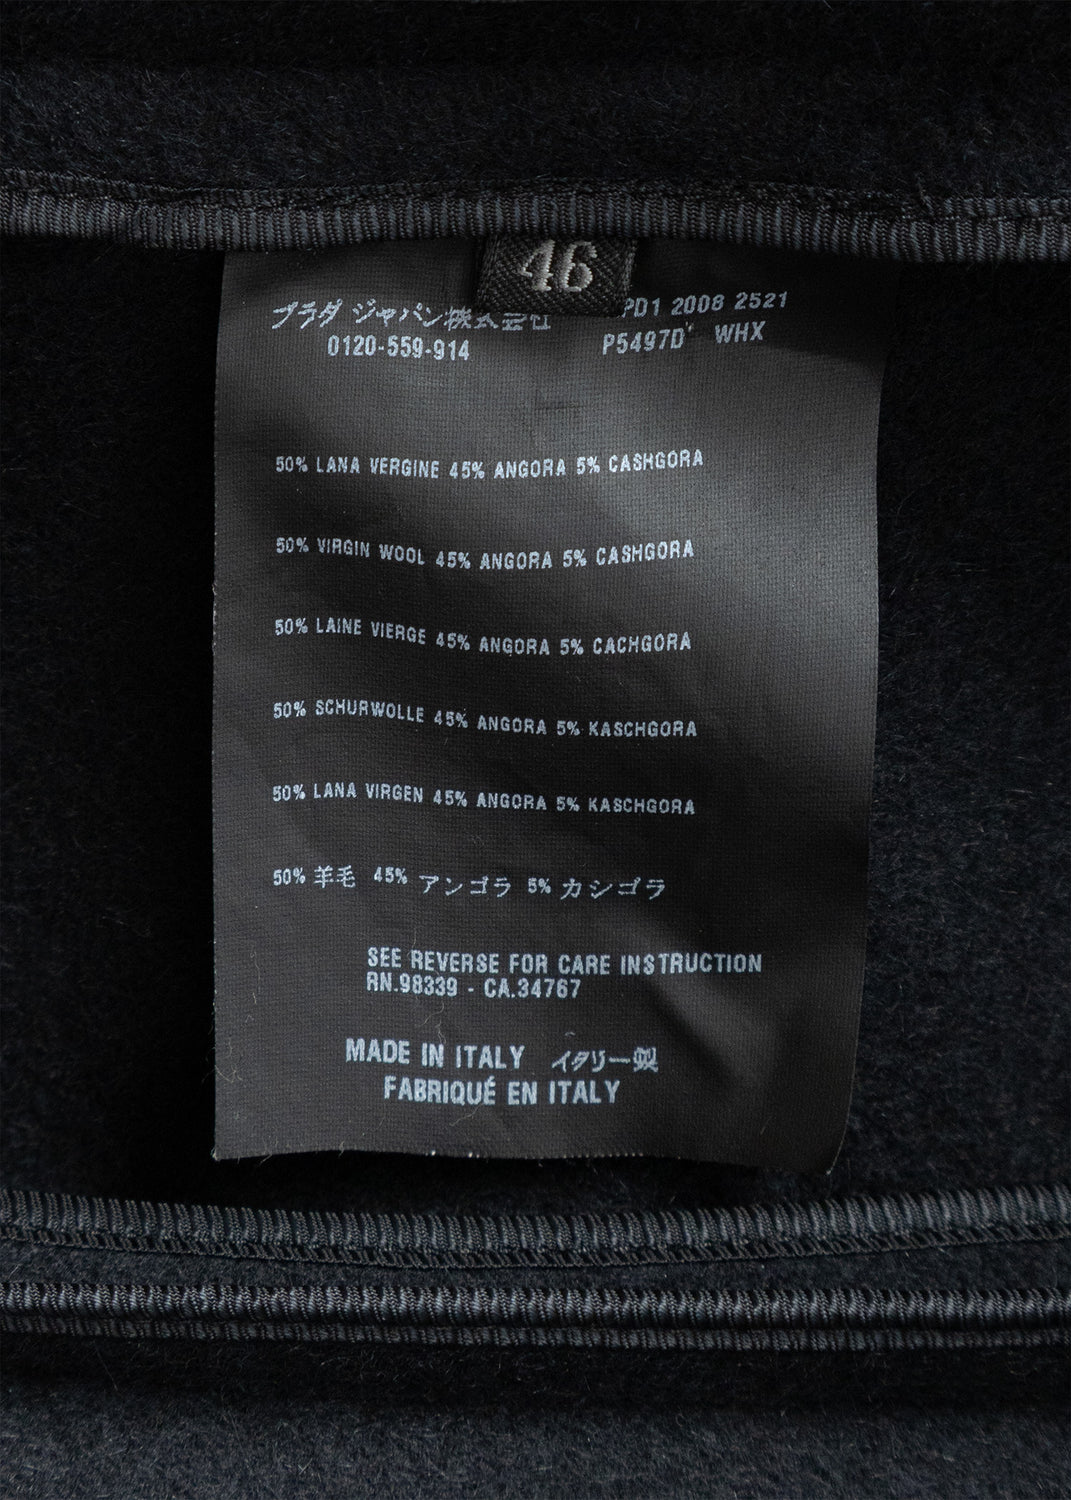 46
プラダ ジャパン株式会社
0120-559-914
PD1 2008 2521
P5497D WHX
50% LANA VERGINE 45% ANGORA 5% CASHGORA
50% VIRGIN WOOL 45% ANGORA 5% CASHGORA
50% LAINE VIERGE 45% ANGORA 5% CACHGORA
50% SCHURWOLLE 45% ANGORA 5% KASCHGORA
50% LANA VIRGEN 45% ANGORA 5% KASCHGORA
50% 羊毛 45% アンゴラ 5% カシゴラ
SEE REVERSE FOR CARE INSTRUCTION
RN.98339 - CA.34767
MADE IN ITALY イタリー製
FABRIQUÉ EN ITALY